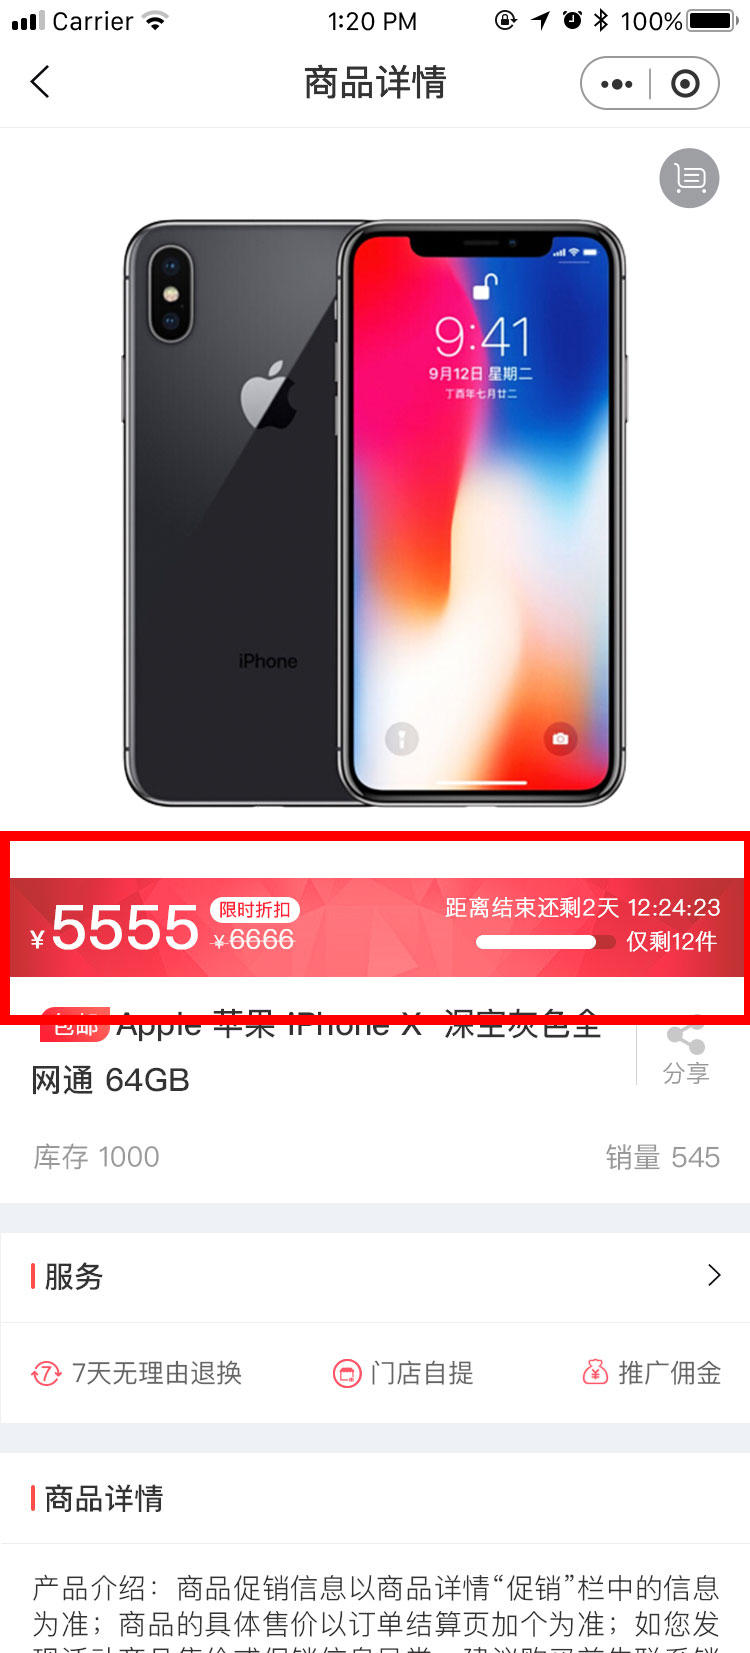 Carrier 1:20 PM 100%
商品详情
9:41
9月12日 星期二
丁酉年七月廿二
iPhone
¥5555 限时折扣 ¥6666
距离结束还剩2天 12:24:23
仅剩12件
包邮 Apple 苹果 iPhone X 深空灰色全
网通 64GB
分享
库存 1000 销量 545
服务
7天无理由退换 门店自提 推广佣金
商品详情
产品介绍：商品促销信息以商品详情“促销”栏中的信息
为准；商品的具体售价以订单结算页加个为准；如您发